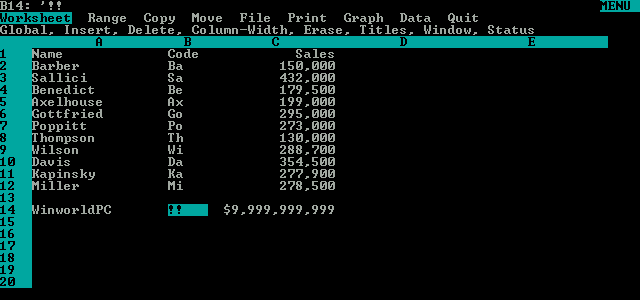 B14: '!! MENU
Worksheet Range Copy Move File Print Graph Data Quit
Global, Insert, Delete, Column-Width, Erase, Titles, Window, Status
A B C D E
1 Name Code Sales
2 Barber Ba 150,000
3 Sallici Sa 432,000
4 Benedict Be 179,500
5 Axelhouse Ax 199,000
6 Gottfried Go 295,000
7 Poppitt Po 273,000
8 Thompson Th 130,000
9 Wilson Wi 288,700
10 Davis Da 354,500
11 Kapinsky Ka 277,900
12 Miller Mi 278,500
13
14 WinworldPC !! $9,999,999,999
15
16
17
18
19
20